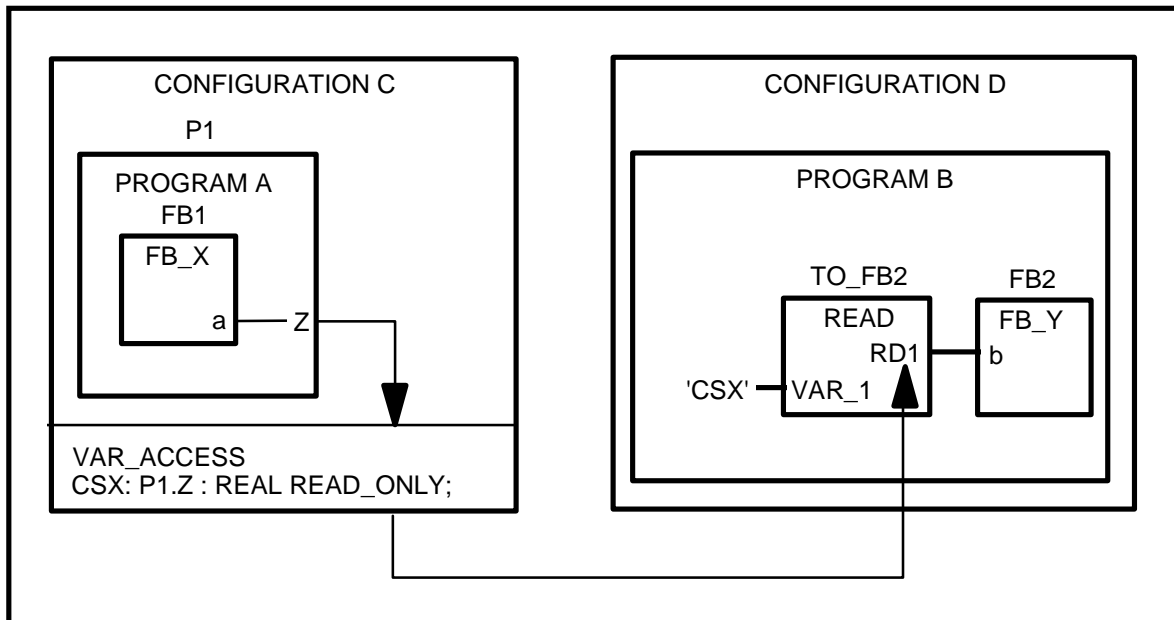 CONFIGURATION C
P1
PROGRAM A
FB1
FB_X
a
Z
VAR_ACCESS
CSX: P1.Z : REAL READ_ONLY;
CONFIGURATION D
PROGRAM B
TO_FB2
READ
RD1
'CSX'
VAR_1
FB2
FB_Y
b